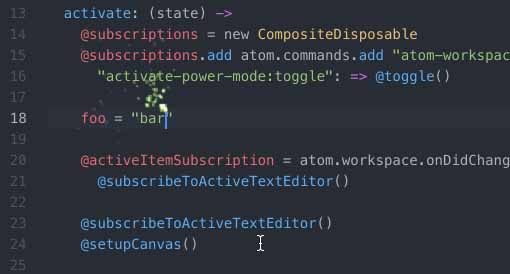 13 activate: (state) ->
14 @subscriptions = new CompositeDisposable
15 @subscriptions.add atom.commands.add "atom-workspac
16 "activate-power-mode:toggle": => @toggle()
17
18 foo = "bar"
19
20 @activeItemSubscription = atom.workspace.onDidChang
21 @subscribeToActiveTextEditor()
22
23 @subscribeToActiveTextEditor()
24 @setupCanvas()
25